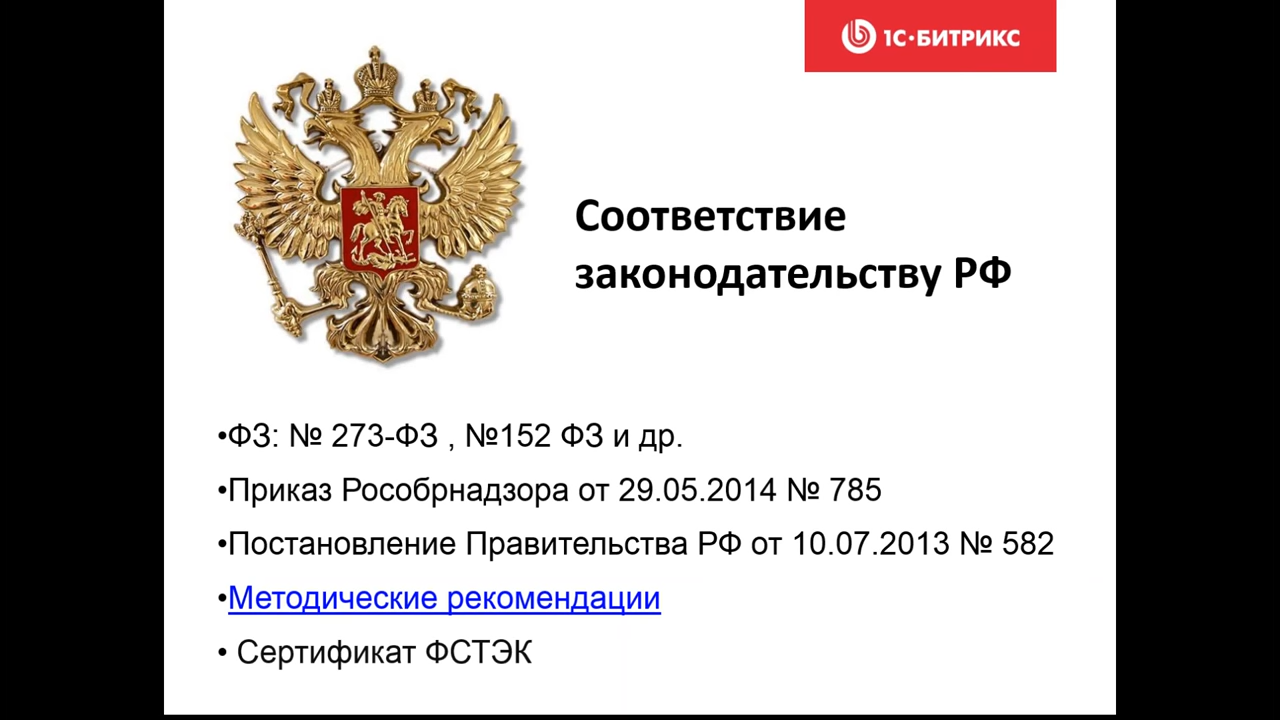 1С•БИТРИКС
Соответствие
законодательству РФ
•ФЗ: № 273-ФЗ , №152 ФЗ и др.
•Приказ Рособрнадзора от 29.05.2014 № 785
•Постановление Правительства РФ от 10.07.2013 № 582
•Методические рекомендации
• Сертификат ФСТЭК